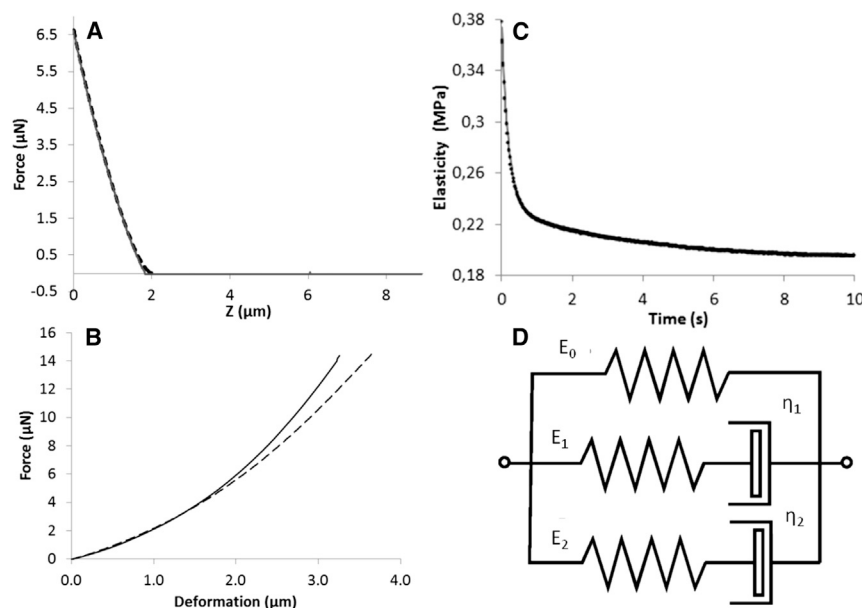 A
6.5
5.5
4.5
3.5
2.5
1.5
0.5
-0.5
Force (µN)
0 2 4 6 8
Z (µm)
C
0,38
0,34
0,3
0,26
0,22
0,18
Elasticity (MPa)
0 2 4 6 8 10
Time (s)
B
16
14
12
10
8
6
4
2
0
Force (µN)
0.0 1.0 2.0 3.0 4.0
Deformation (µm)
D
E₀
η₁
E₁
η₂
E₂